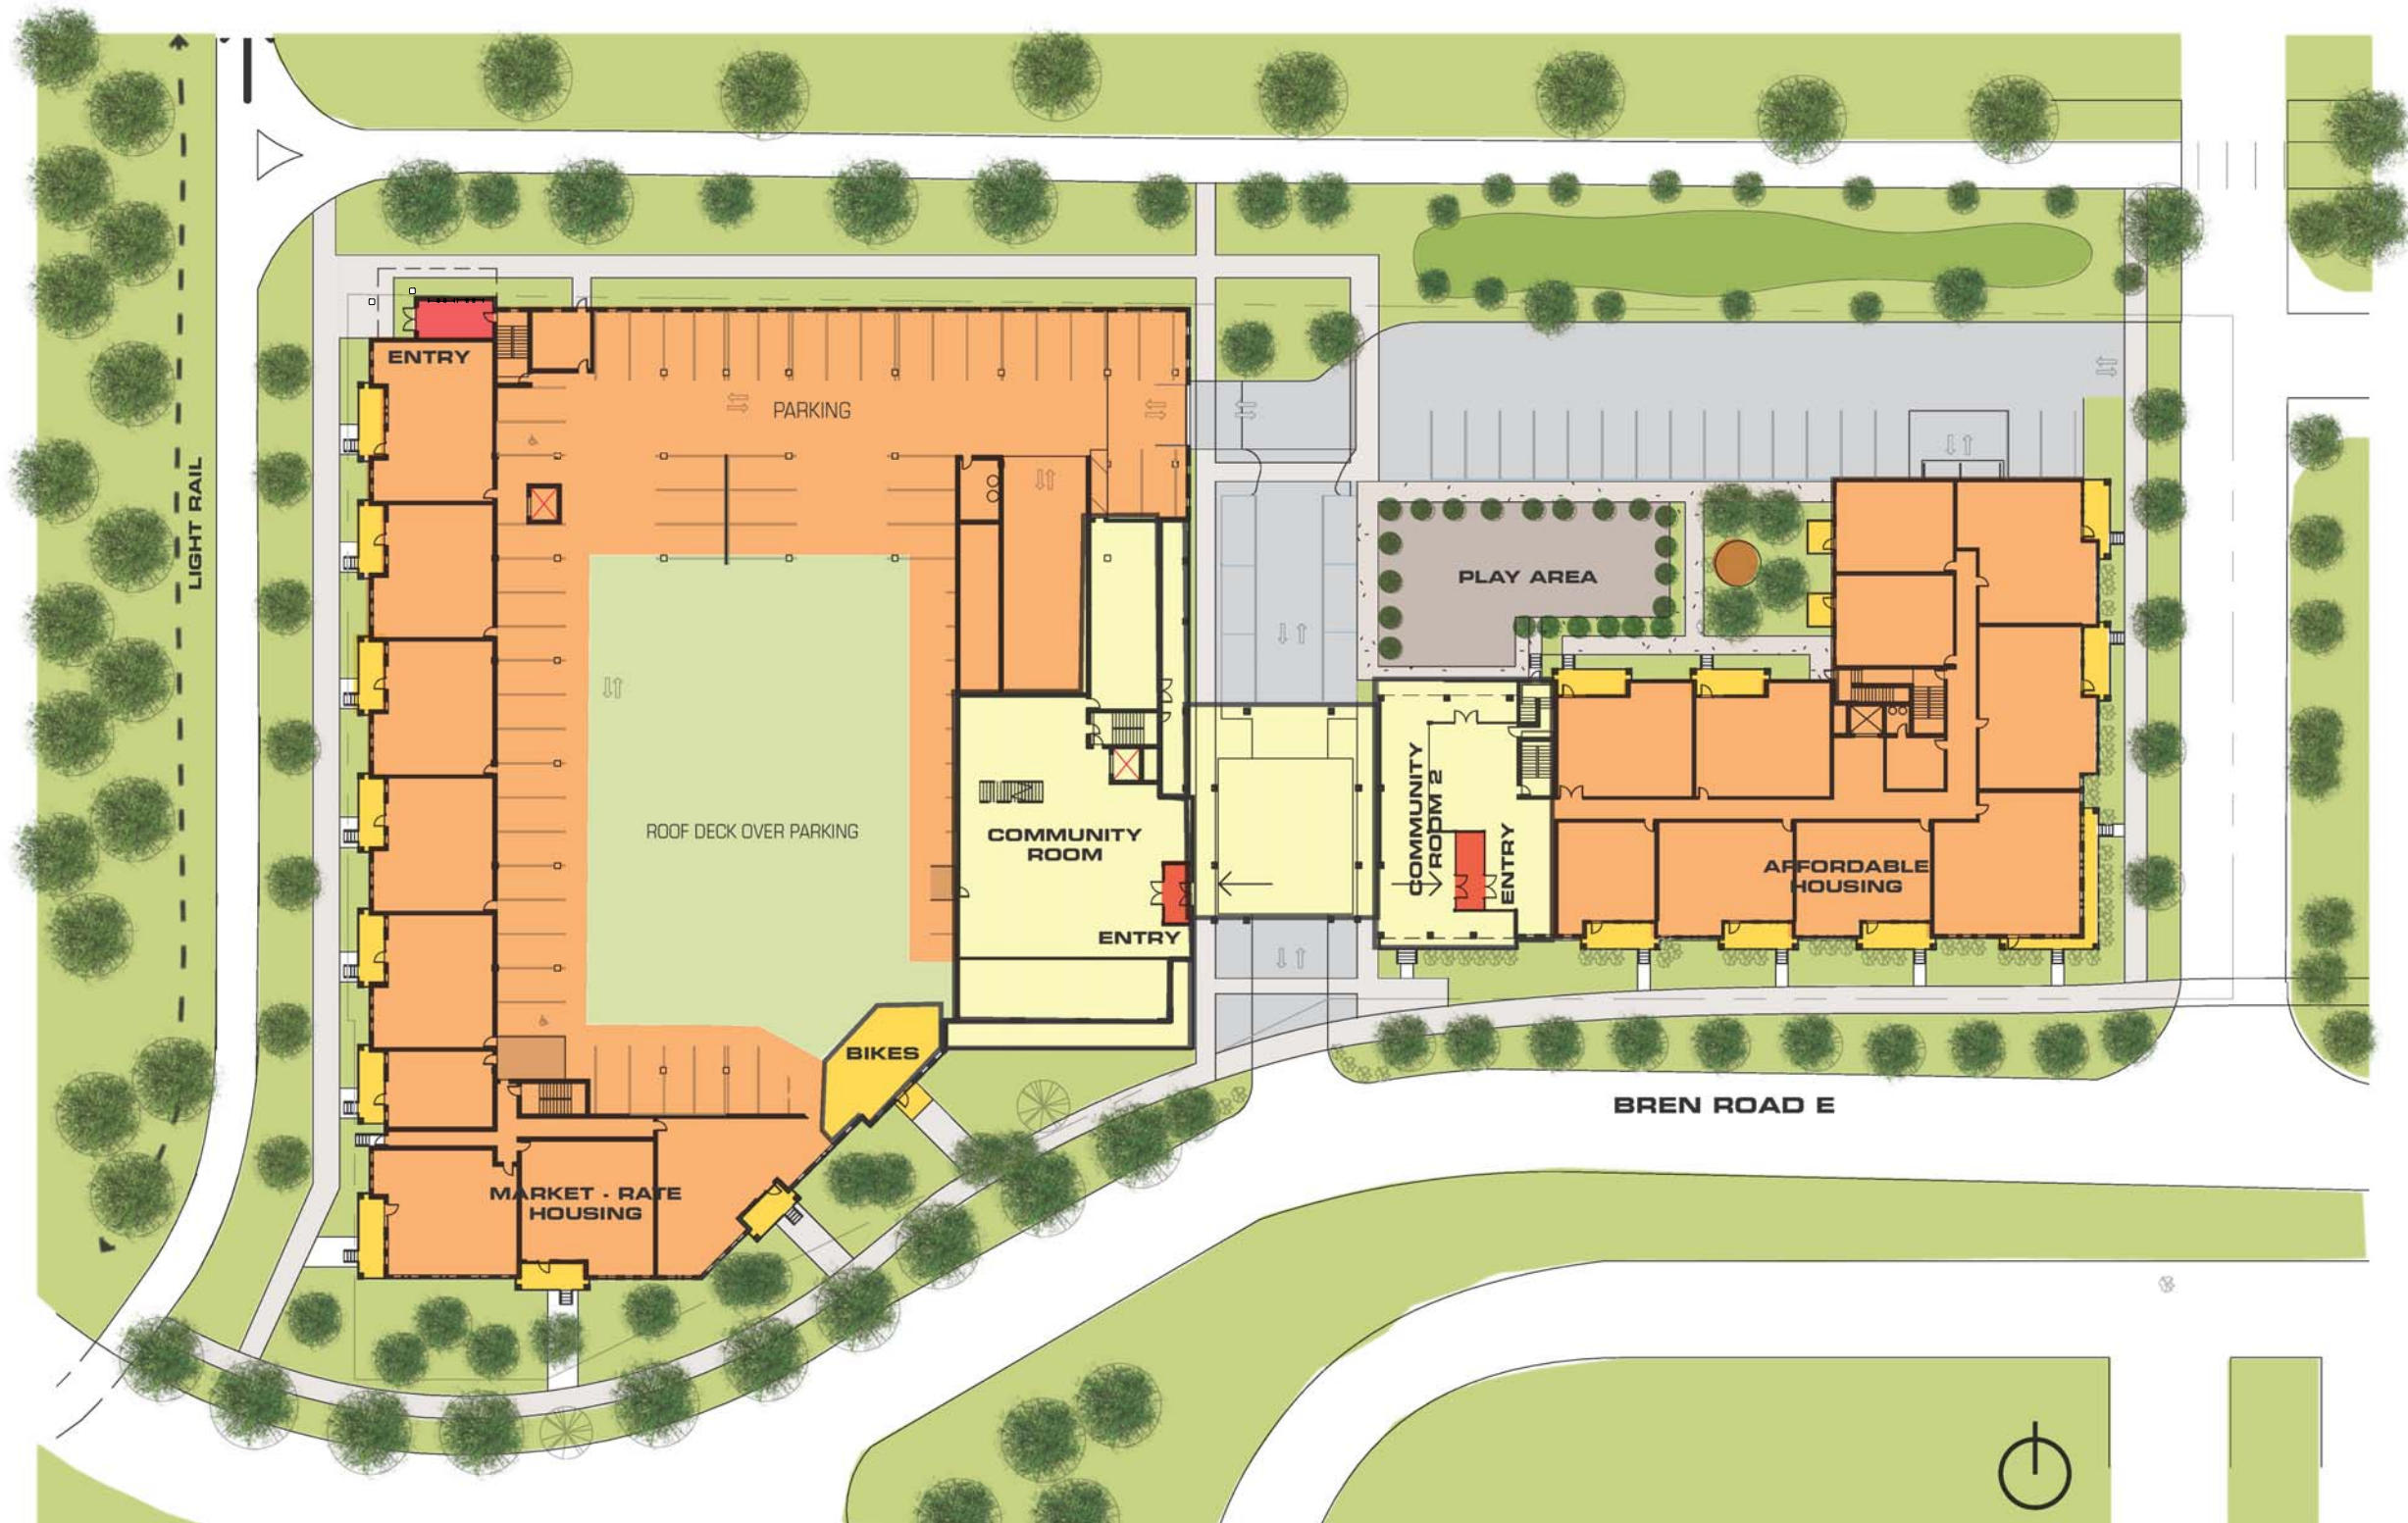 ENTRY
PARKING
LIGHT RAIL
PLAY AREA
ROOF DECK OVER PARKING
COMMUNITY
ROOM
ENTRY
COMMUNITY
ROOM 2
ENTRY
AFFORDABLE
HOUSING
BIKES
BREN ROAD E
MARKET - RATE
HOUSING